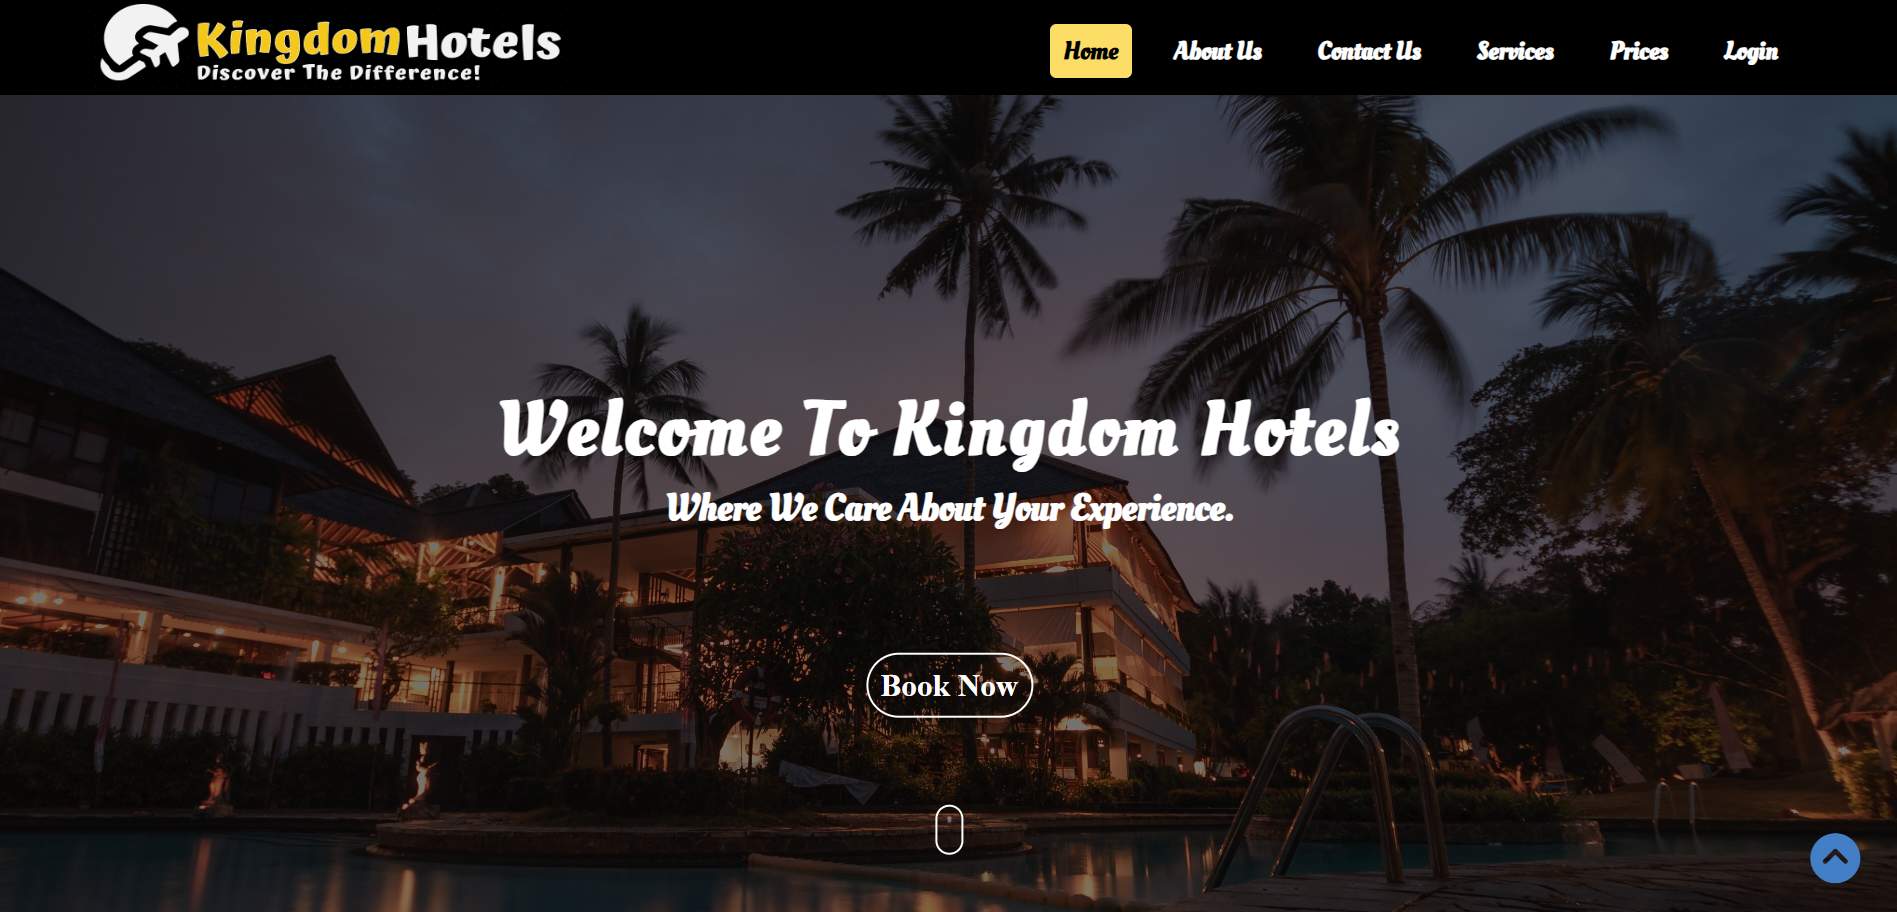 KingdomHotels
Discover The Difference!
Home About Us Contact Us Services Prices Login
Welcome To Kingdom Hotels
Where We Care About Your Experience.
Book Now